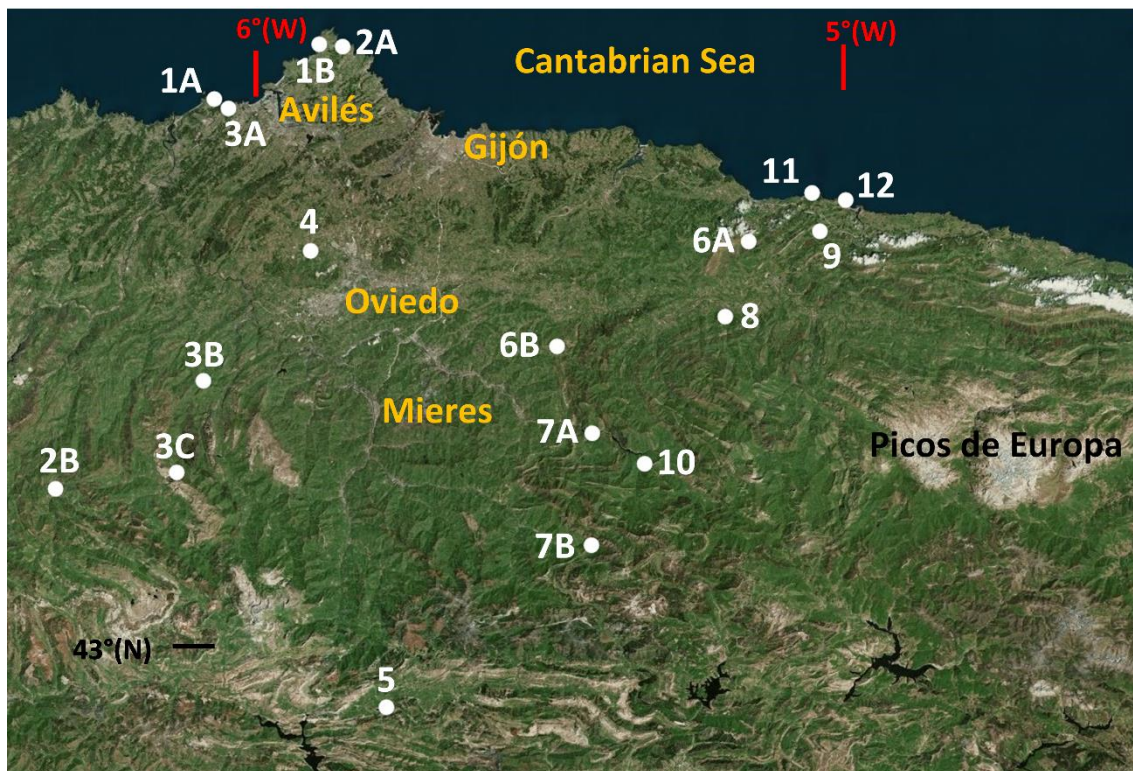 6°(W)
5°(W)
2A
1B
Cantabrian Sea
1A
Avilés
3A
Gijón
11
12
4
6A
9
Oviedo
8
6B
3B
Mieres
7A
Picos de Europa
3C
2B
10
7B
43°(N)
5